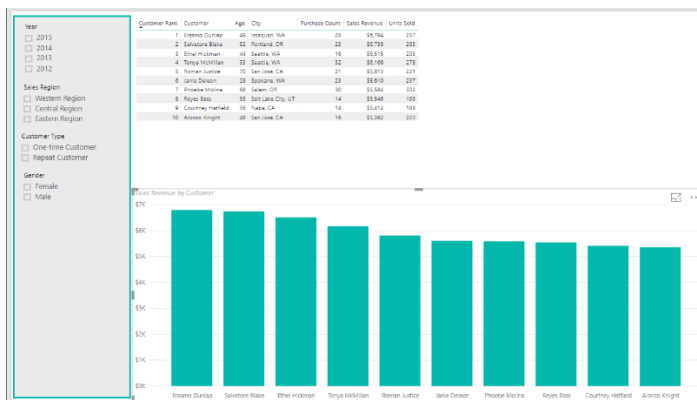 Year
2015
2014
2013
2012
Sales Region
Western Region
Central Region
Eastern Region
Customer Type
One-time Customer
Repeat Customer
Gender
Female
Male
Customer Rank Customer Age City Purchase Count Sales Revenue Units Sold
1 Erasmo Dunlap 49 Issaquah, WA 25 $6,794 257
2 Salvatore Blake 52 Portland, OR 23 $6,736 263
3 Ethel Hickman 44 Seattle, WA 16 $6,515 205
4 Tonya McMillan 53 Seattle, WA 32 $6,166 278
5 Roman Justice 70 San Jose, CA 21 $5,813 221
6 Janie Deleon 28 Spokane, WA 23 $5,610 237
7 Phoebe Molina 68 Salem, OR 30 $5,584 302
8 Reyes Bass 55 Salt Lake City, UT 14 $5,546 198
9 Courtney Hatfield 56 Napa, CA 14 $5,414 188
10 Alonzo Knight 46 San Jose, CA 16 $5,362 203
Sales Revenue by Customer
$7K
$6K
$5K
$4K
$3K
$2K
$1K
$0K
Erasmo Dunlap Salvatore Blake Ethel Hickman Tonya McMillan Roman Justice Janie Deleon Phoebe Molina Reyes Bass Courtney Hatfield Alonzo Knight